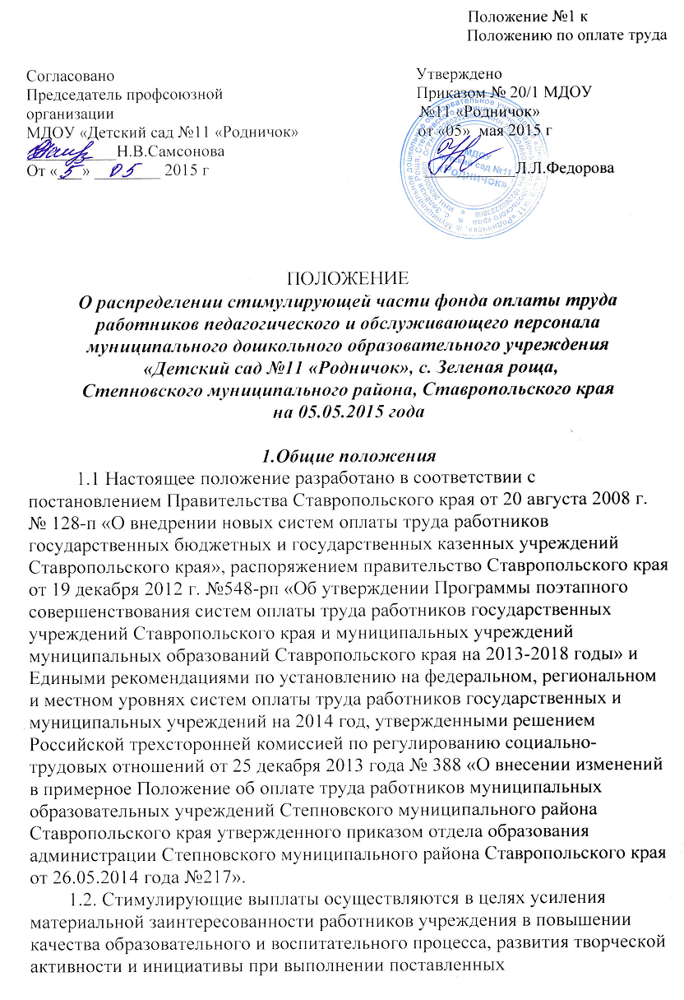 Положение №1 к
Положению по оплате труда
Согласовано
Председатель профсоюзной
организации
МДОУ «Детский сад №11 «Родничок»
__________Н.В.Самсонова
От «_5_» __05____ 2015 г
Утверждено
Приказом № 20/1 МДОУ
№11 «Родничок»
от «05» мая 2015 г
___________Л.Л.Федорова
МДОУ
детский сад №11
«РОДНИЧОК»
ПОЛОЖЕНИЕ
О распределении стимулирующей части фонда оплаты труда
работников педагогического и обслуживающего персонала
муниципального дошкольного образовательного учреждения
«Детский сад №11 «Родничок», с. Зеленая роща,
Степновского муниципального района, Ставропольского края
на 05.05.2015 года
1.Общие положения
1.1 Настоящее положение разработано в соответствии с
постановлением Правительства Ставропольского края от 20 августа 2008 г.
№ 128-п «О внедрении новых систем оплаты труда работников
государственных бюджетных и государственных казенных учреждений
Ставропольского края», распоряжением правительство Ставропольского края
от 19 декабря 2012 г. №548-рп «Об утверждении Программы поэтапного
совершенствования систем оплаты труда работников государственных
учреждений Ставропольского края и муниципальных учреждений
муниципальных образований Ставропольского края на 2013-2018 годы» и
Едиными рекомендациями по установлению на федеральном, региональном
и местном уровнях систем оплаты труда работников государственных и
муниципальных учреждений на 2014 год, утвержденными решением
Российской трехсторонней комиссией по регулированию социально-
трудовых отношений от 25 декабря 2013 года № 388 «О внесении изменений
в примерное Положение об оплате труда работников муниципальных
образовательных учреждений Степновского муниципального района
Ставропольского края утвержденного приказом отдела образования
администрации Степновского муниципального района Ставропольского края
от 26.05.2014 года №217».
1.2. Стимулирующие выплаты осуществляются в целях усиления
материальной заинтересованности работников учреждения в повышении
качества образовательного и воспитательного процесса, развития творческой
активности и инициативы при выполнении поставленных